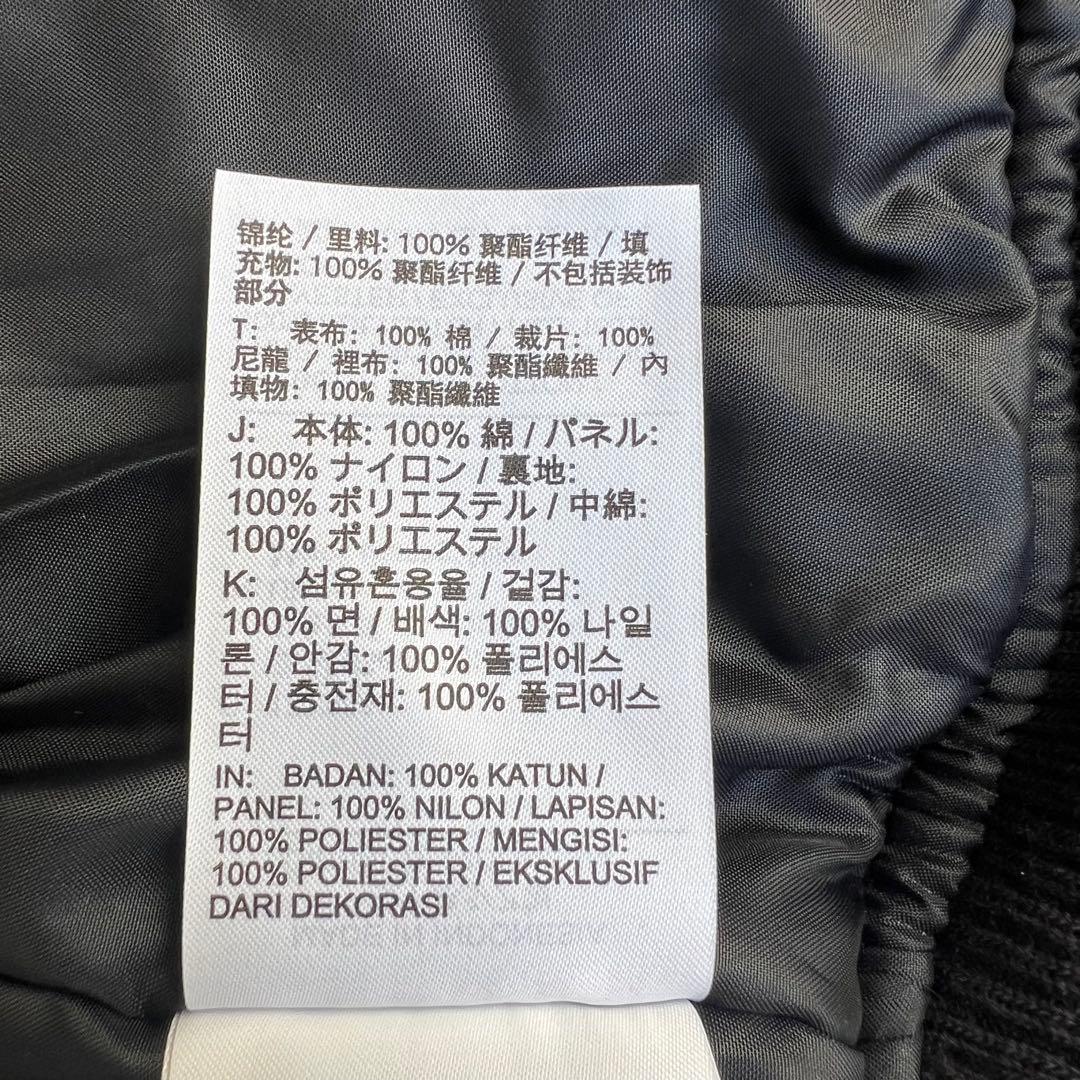 锦纶 / 里料: 100% 聚酯纤维 / 填
充物: 100% 聚酯纤维 / 不包括装饰
部分
T: 表布: 100% 棉 / 裁片: 100%
尼龍 / 裡布: 100% 聚酯纖維 / 內
填物: 100% 聚酯纖維
J: 本体: 100% 綿 / パネル:
100% ナイロン / 裏地:
100% ポリエステル / 中綿:
100% ポリエステル
K: 섬유혼용율 / 겉감:
100% 면 / 배색: 100% 나일
론 / 안감: 100% 폴리에스
터 / 충전재: 100% 폴리에스
터
IN: BADAN: 100% KATUN /
PANEL: 100% NILON / LAPISAN:
100% POLIESTER / MENGISI:
100% POLIESTER / EKSKLUSIF
DARI DEKORASI